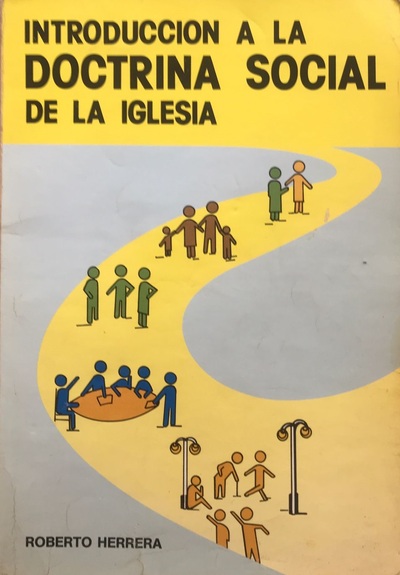 INTRODUCCION A LA
DOCTRINA SOCIAL
DE LA IGLESIA
ROBERTO HERRERA